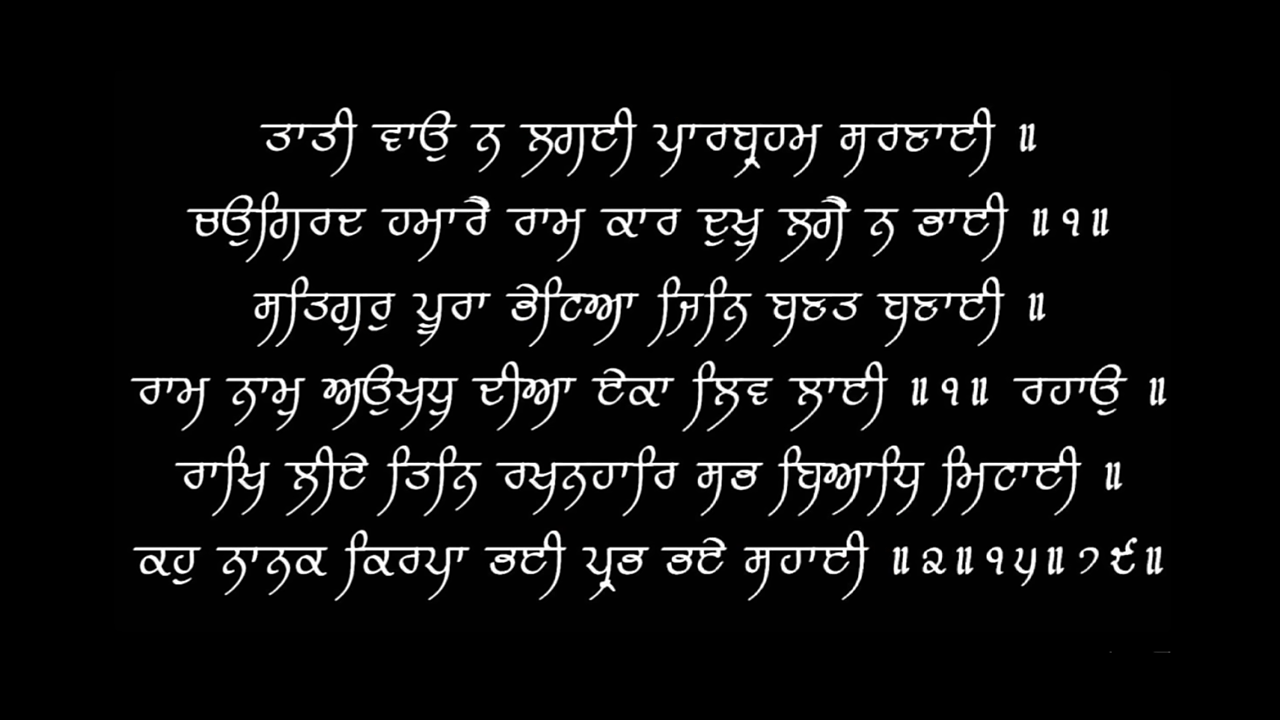 ਤਾਤੀ ਵਾਉ ਨ ਲਗਈ ਪਾਰਬ੍ਰਹਮ ਸਰਣਾਈ ॥
ਚਉਗਿਰਦ ਹਮਾਰੈ ਰਾਮ ਕਾਰ ਦੁਖੁ ਲਗੈ ਨ ਭਾਈ ॥੧॥
ਸਤਿਗੁਰੁ ਪੂਰਾ ਭੇਟਿਆ ਜਿਨਿ ਬਣਤ ਬਣਾਈ ॥
ਰਾਮ ਨਾਮੁ ਅਉਖਧੁ ਦੀਆ ਏਕਾ ਲਿਵ ਲਾਈ ॥੧॥ ਰਹਾਉ ॥
ਰਾਖਿ ਲੀਏ ਤਿਨਿ ਰਖਨਹਾਰਿ ਸਭ ਬਿਆਧਿ ਮਿਟਾਈ ॥
ਕਹੁ ਨਾਨਕ ਕਿਰਪਾ ਭਈ ਪ੍ਰਭ ਭਏ ਸਹਾਈ ॥੨॥੧੫॥੭੯॥